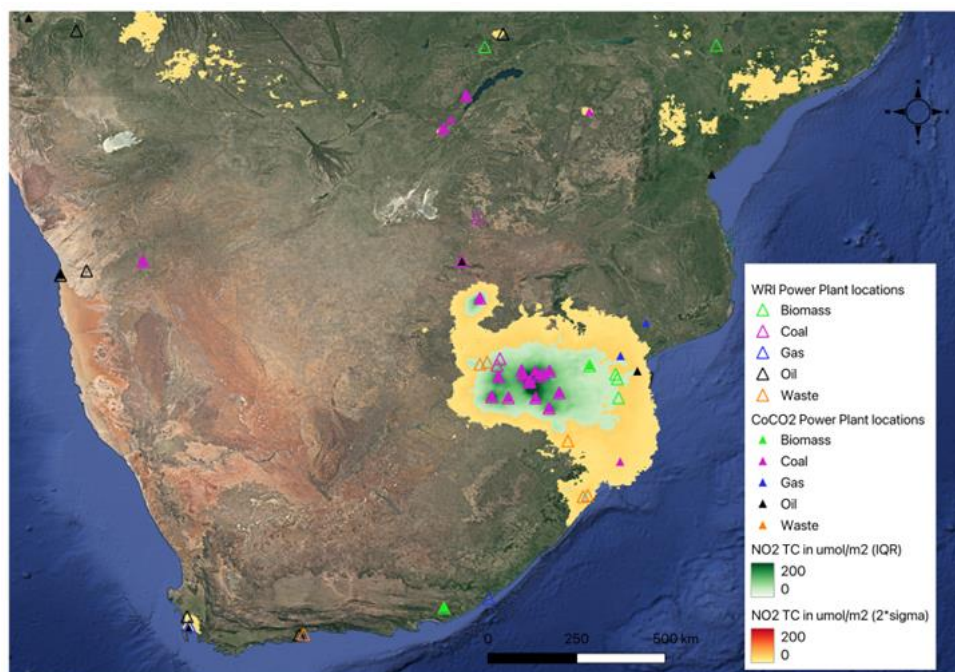 WRI Power Plant locations
Biomass
Coal
Gas
Oil
Waste
CoCO2 Power Plant locations
Biomass
Coal
Gas
Oil
Waste
NO2 TC in umol/m2 (IQR)
200
0
NO2 TC in umol/m2 (2*sigma)
200
0
0 250 500 km